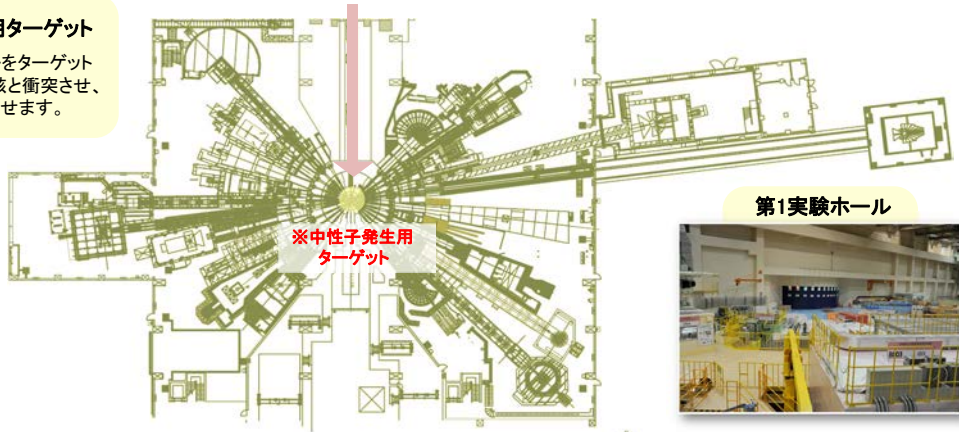 用ターゲット
をターゲット
核と衝突させ、
せます。
※中性子発生用
ターゲット
第1実験ホール